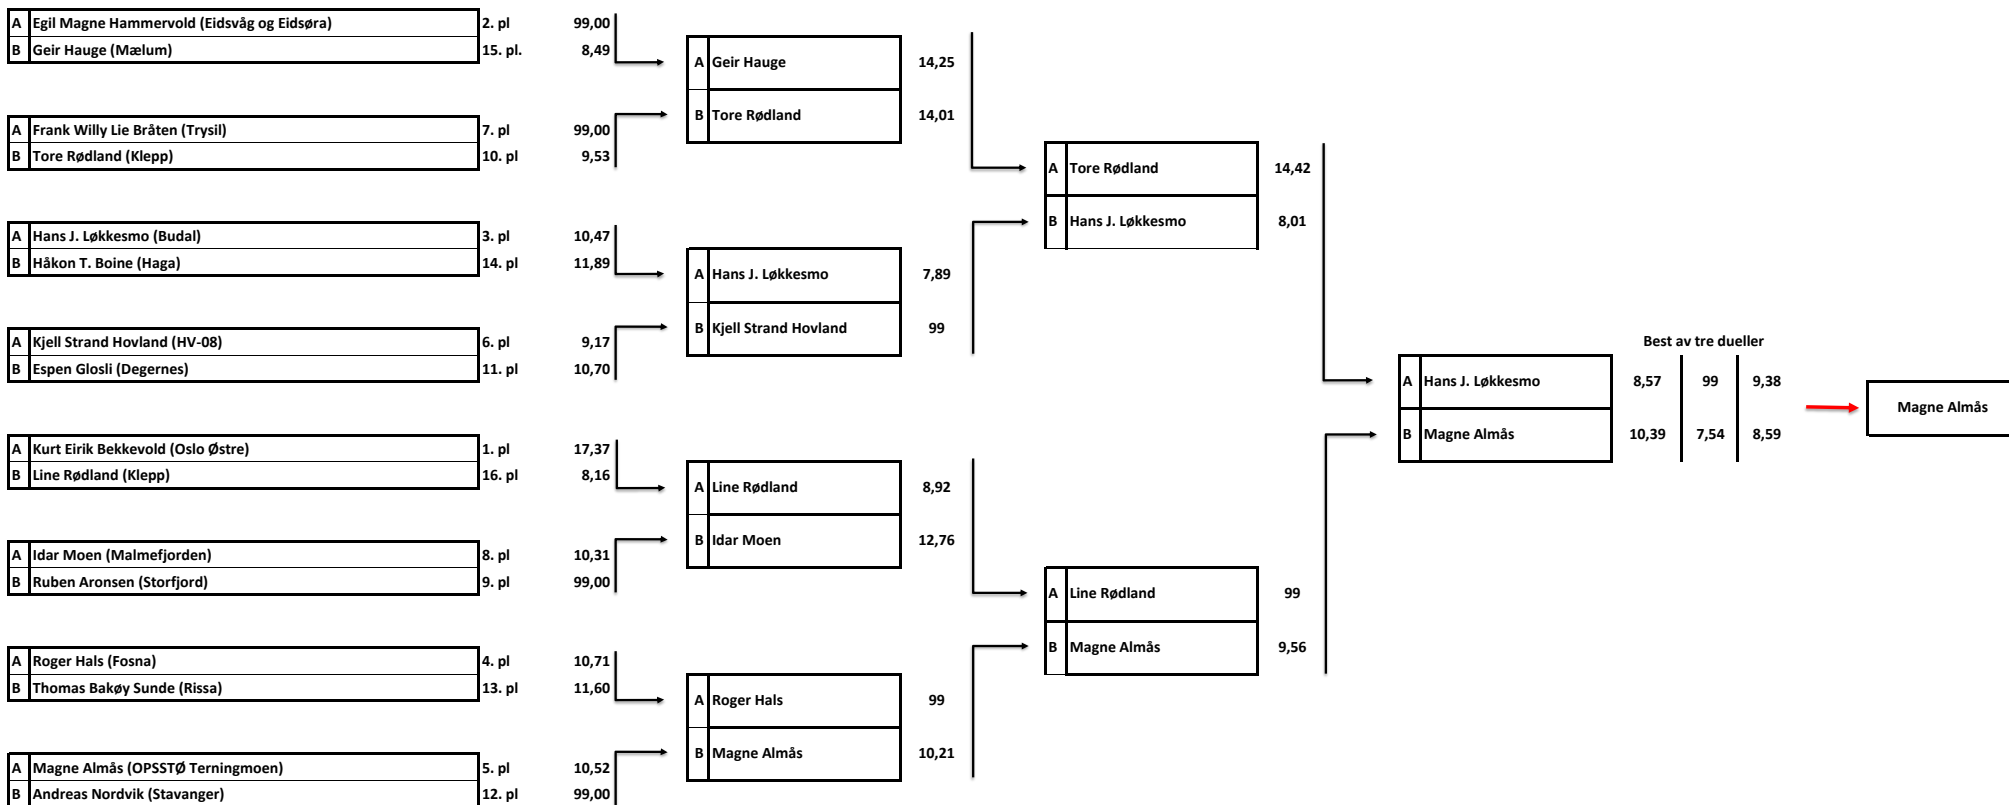 A Egil Magne Hammervold (Eidsvåg og Eidsøra) 2. pl 99,00
B Geir Hauge (Mælum) 15. pl. 8,49
A Frank Willy Lie Bråten (Trysil) 7. pl 99,00
B Tore Rødland (Klepp) 10. pl 9,53
A Hans J. Løkkesmo (Budal) 3. pl 10,47
B Håkon T. Boine (Haga) 14. pl 11,89
A Kjell Strand Hovland (HV-08) 6. pl 9,17
B Espen Glosli (Degernes) 11. pl 10,70
A Kurt Eirik Bekkevold (Oslo Østre) 1. pl 17,37
B Line Rødland (Klepp) 16. pl 8,16
A Idar Moen (Malmefjorden) 8. pl 10,31
B Ruben Aronsen (Storfjord) 9. pl 99,00
A Roger Hals (Fosna) 4. pl 10,71
B Thomas Bakøy Sunde (Rissa) 13. pl 11,60
A Magne Almås (OPSSTØ Terningmoen) 5. pl 10,52
B Andreas Nordvik (Stavanger) 12. pl 99,00
A Geir Hauge 14,25
B Tore Rødland 14,01
A Hans J. Løkkesmo 7,89
B Kjell Strand Hovland 99
A Line Rødland 8,92
B Idar Moen 12,76
A Roger Hals 99
B Magne Almås 10,21
A Tore Rødland 14,42
B Hans J. Løkkesmo 8,01
A Line Rødland 99
B Magne Almås 9,56
Best av tre dueller
A Hans J. Løkkesmo 8,57 99 9,38
B Magne Almås 10,39 7,54 8,59
Magne Almås